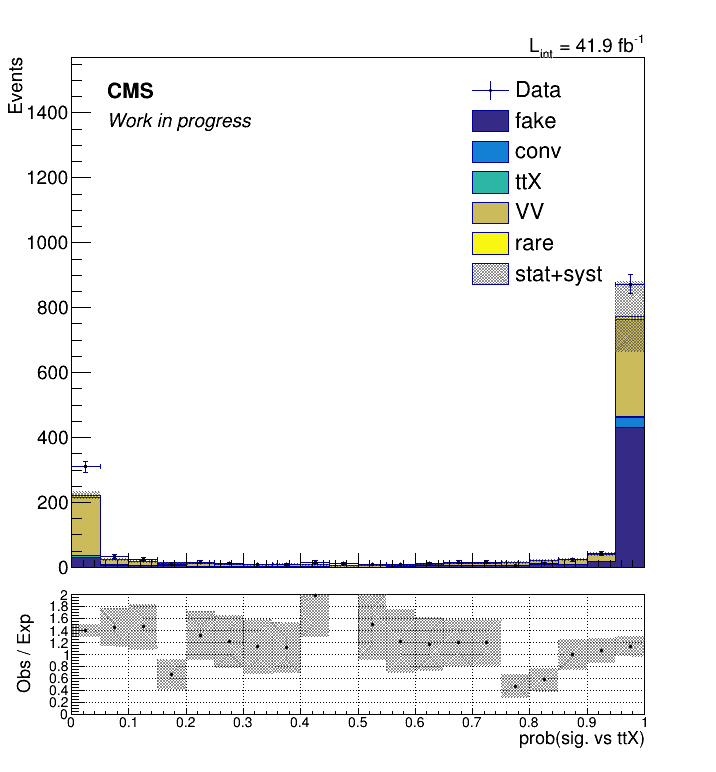 L_int = 41.9 fb^-1
Events
CMS
Work in progress
Data
fake
conv
ttX
VV
rare
stat+syst
1400
1200
1000
800
600
400
200
0
Obs / Exp
2
1.8
1.6
1.4
1.2
1
0.8
0.6
0.4
0.2
0
0 0.1 0.2 0.3 0.4 0.5 0.6 0.7 0.8 0.9 1
prob(sig. vs ttX)